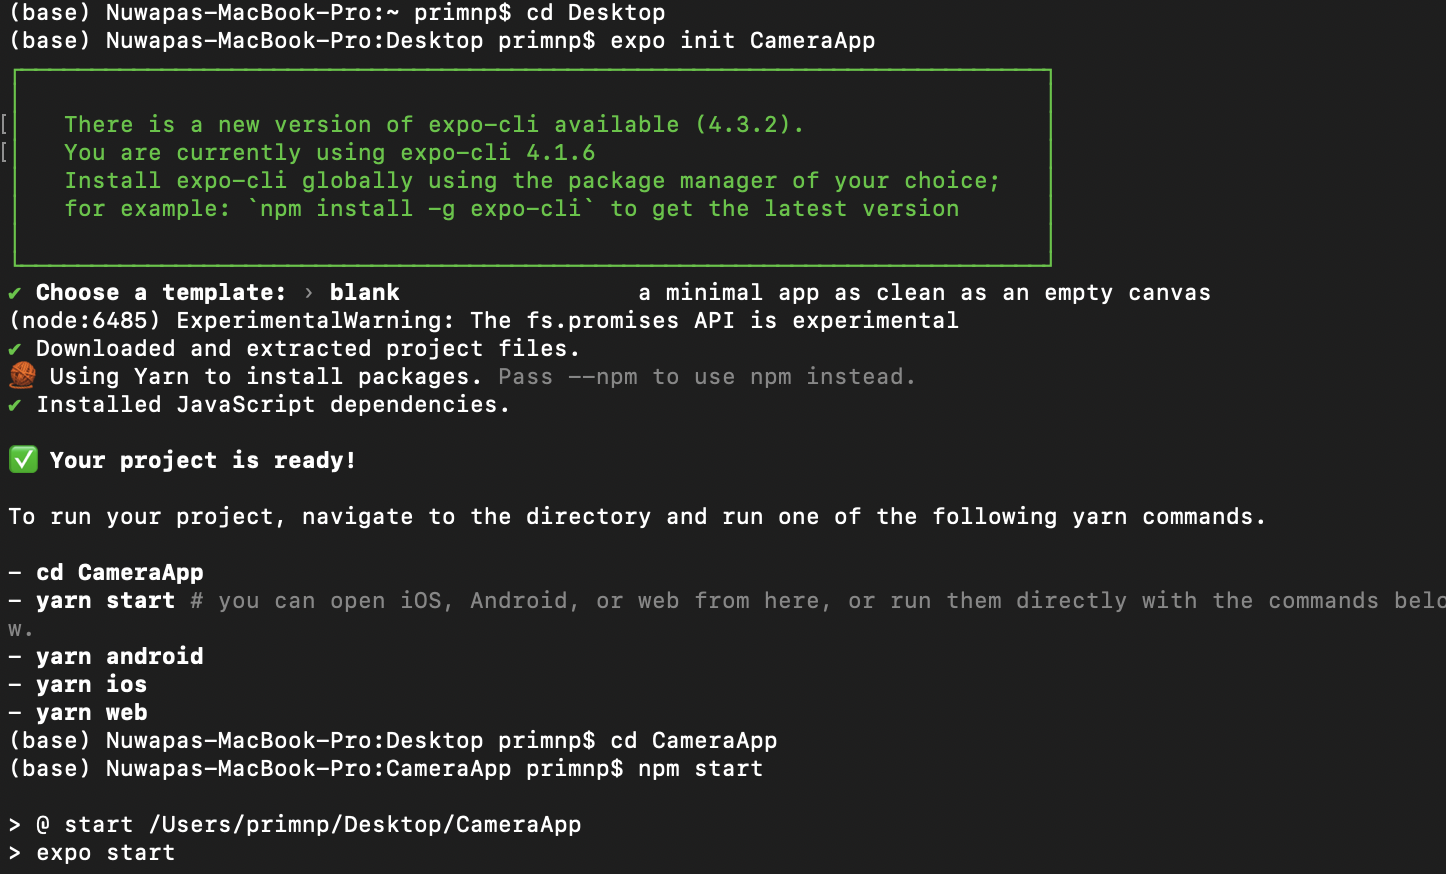 (base) Nuwapas-MacBook-Pro:~ primnp$ cd Desktop
(base) Nuwapas-MacBook-Pro:Desktop primnp$ expo init CameraApp
There is a new version of expo-cli available (4.3.2).
[
You are currently using expo-cli 4.1.6
[
Install expo-cli globally using the package manager of your choice;
for example: `npm install -g expo-cli` to get the latest version
✔ Choose a template: › blank a minimal app as clean as an empty canvas
(node:6485) ExperimentalWarning: The fs.promises API is experimental
✔ Downloaded and extracted project files.
🧶 Using Yarn to install packages. Pass --npm to use npm instead.
✔ Installed JavaScript dependencies.
✅ Your project is ready!
To run your project, navigate to the directory and run one of the following yarn commands.
- cd CameraApp
- yarn start # you can open iOS, Android, or web from here, or run them directly with the commands belo
w.
- yarn android
- yarn ios
- yarn web
(base) Nuwapas-MacBook-Pro:Desktop primnp$ cd CameraApp
(base) Nuwapas-MacBook-Pro:CameraApp primnp$ npm start
> @ start /Users/primnp/Desktop/CameraApp
> expo start